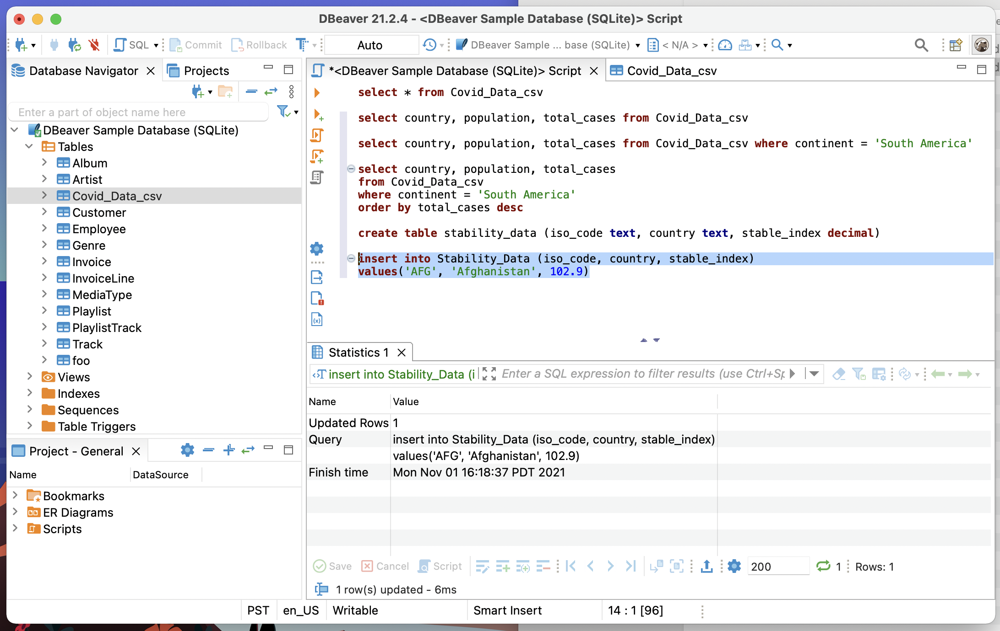 DBeaver 21.2.4 - <DBeaver Sample Database (SQLite)> Script
SQL
Commit
Rollback
Auto
DBeaver Sample ... base (SQLite)
< N/A >
Database Navigator
Projects
Enter a part of object name here
DBeaver Sample Database (SQLite)
Tables
Album
Artist
Covid_Data_csv
Customer
Employee
Genre
Invoice
InvoiceLine
MediaType
Playlist
PlaylistTrack
Track
foo
Views
Indexes
Sequences
Table Triggers
Project - General
Name DataSource
Bookmarks
ER Diagrams
Scripts
*<DBeaver Sample Database (SQLite)> Script
Covid_Data_csv
select * from Covid_Data_csv
select country, population, total_cases from Covid_Data_csv
select country, population, total_cases from Covid_Data_csv where continent = 'South America'
select country, population, total_cases
from Covid_Data_csv
where continent = 'South America'
order by total_cases desc
create table stability_data (iso_code text, country text, stable_index decimal)
insert into Stability_Data (iso_code, country, stable_index)
values('AFG', 'Afghanistan', 102.9)
Statistics 1
insert into Stability_Data (i
Enter a SQL expression to filter results (use Ctrl+Sp
Name Value
Updated Rows 1
Query insert into Stability_Data (iso_code, country, stable_index)
values('AFG', 'Afghanistan', 102.9)
Finish time Mon Nov 01 16:18:37 PDT 2021
Save
Cancel
Script
200
1
Rows: 1
1 row(s) updated - 6ms
PST
en_US
Writable
Smart Insert
14 : 1 [96]